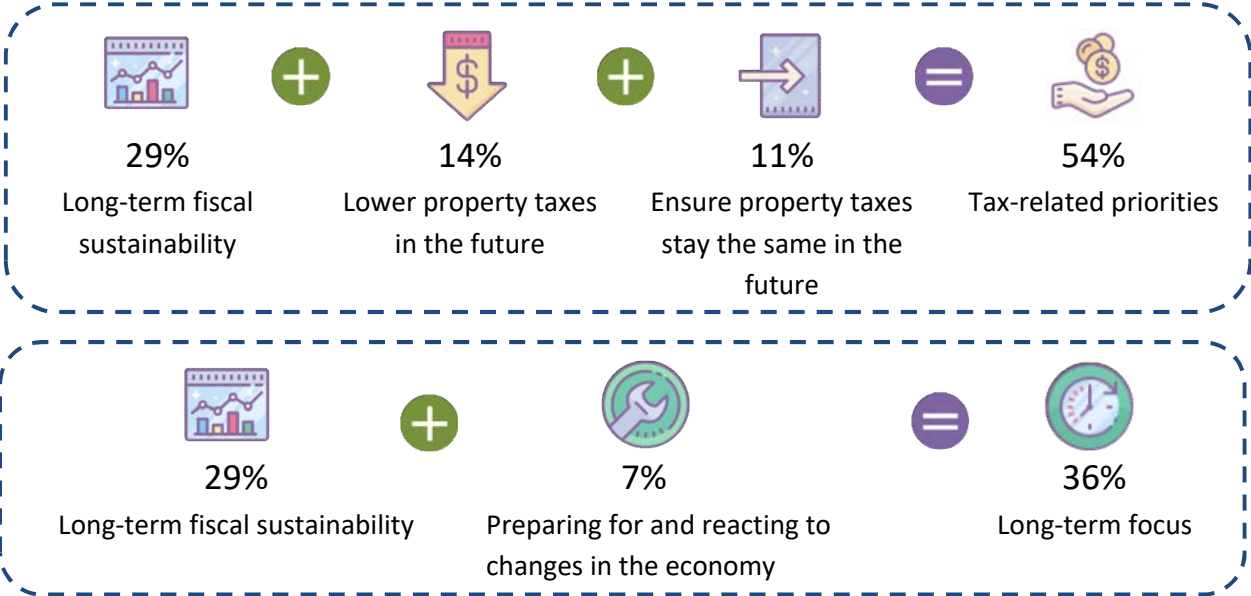 29%
14%
11%
54%
Long-term fiscal
sustainability
Lower property taxes
in the future
Ensure property taxes
stay the same in the
future
Tax-related priorities
29%
7%
36%
Long-term fiscal sustainability
Preparing for and reacting to
changes in the economy
Long-term focus